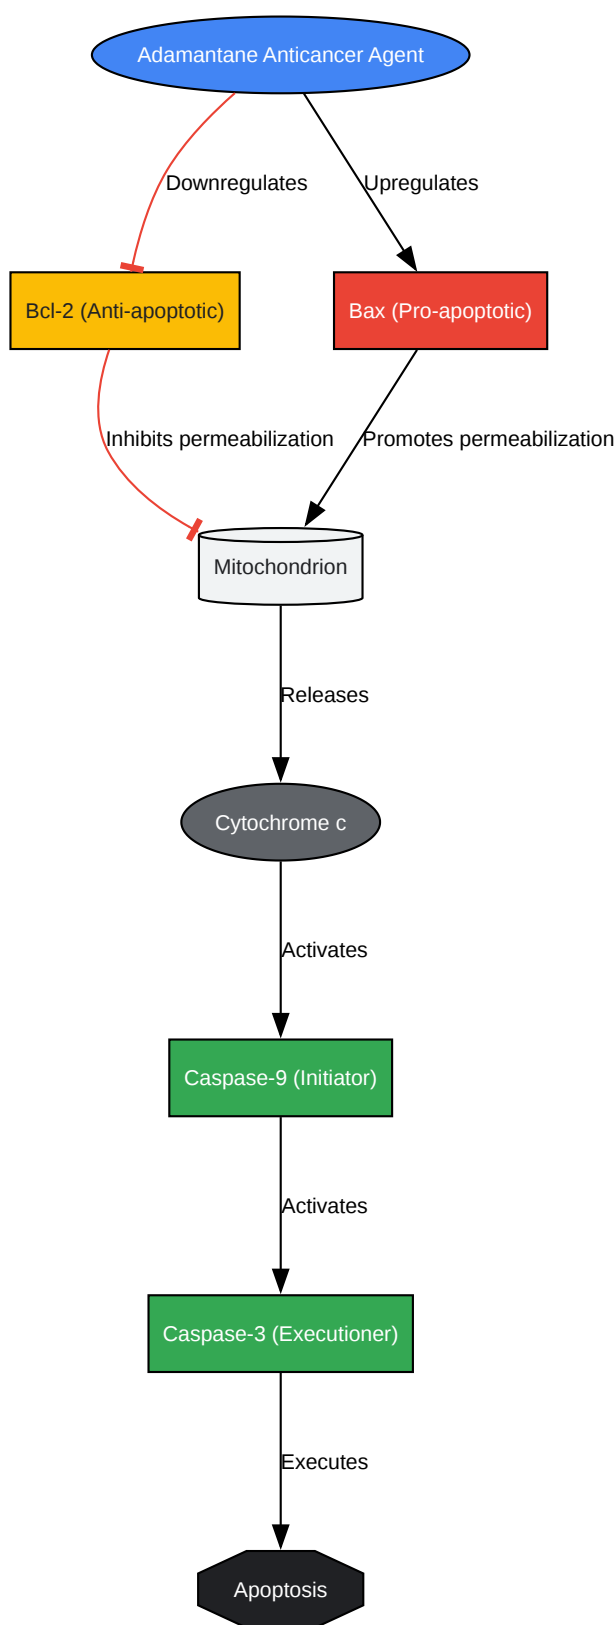 Adamantane Anticancer Agent
Downregulates
Upregulates
Bcl-2 (Anti-apoptotic)
Bax (Pro-apoptotic)
Inhibits permeabilization
Promotes permeabilization
Mitochondrion
Releases
Cytochrome c
Activates
Caspase-9 (Initiator)
Activates
Caspase-3 (Executioner)
Executes
Apoptosis